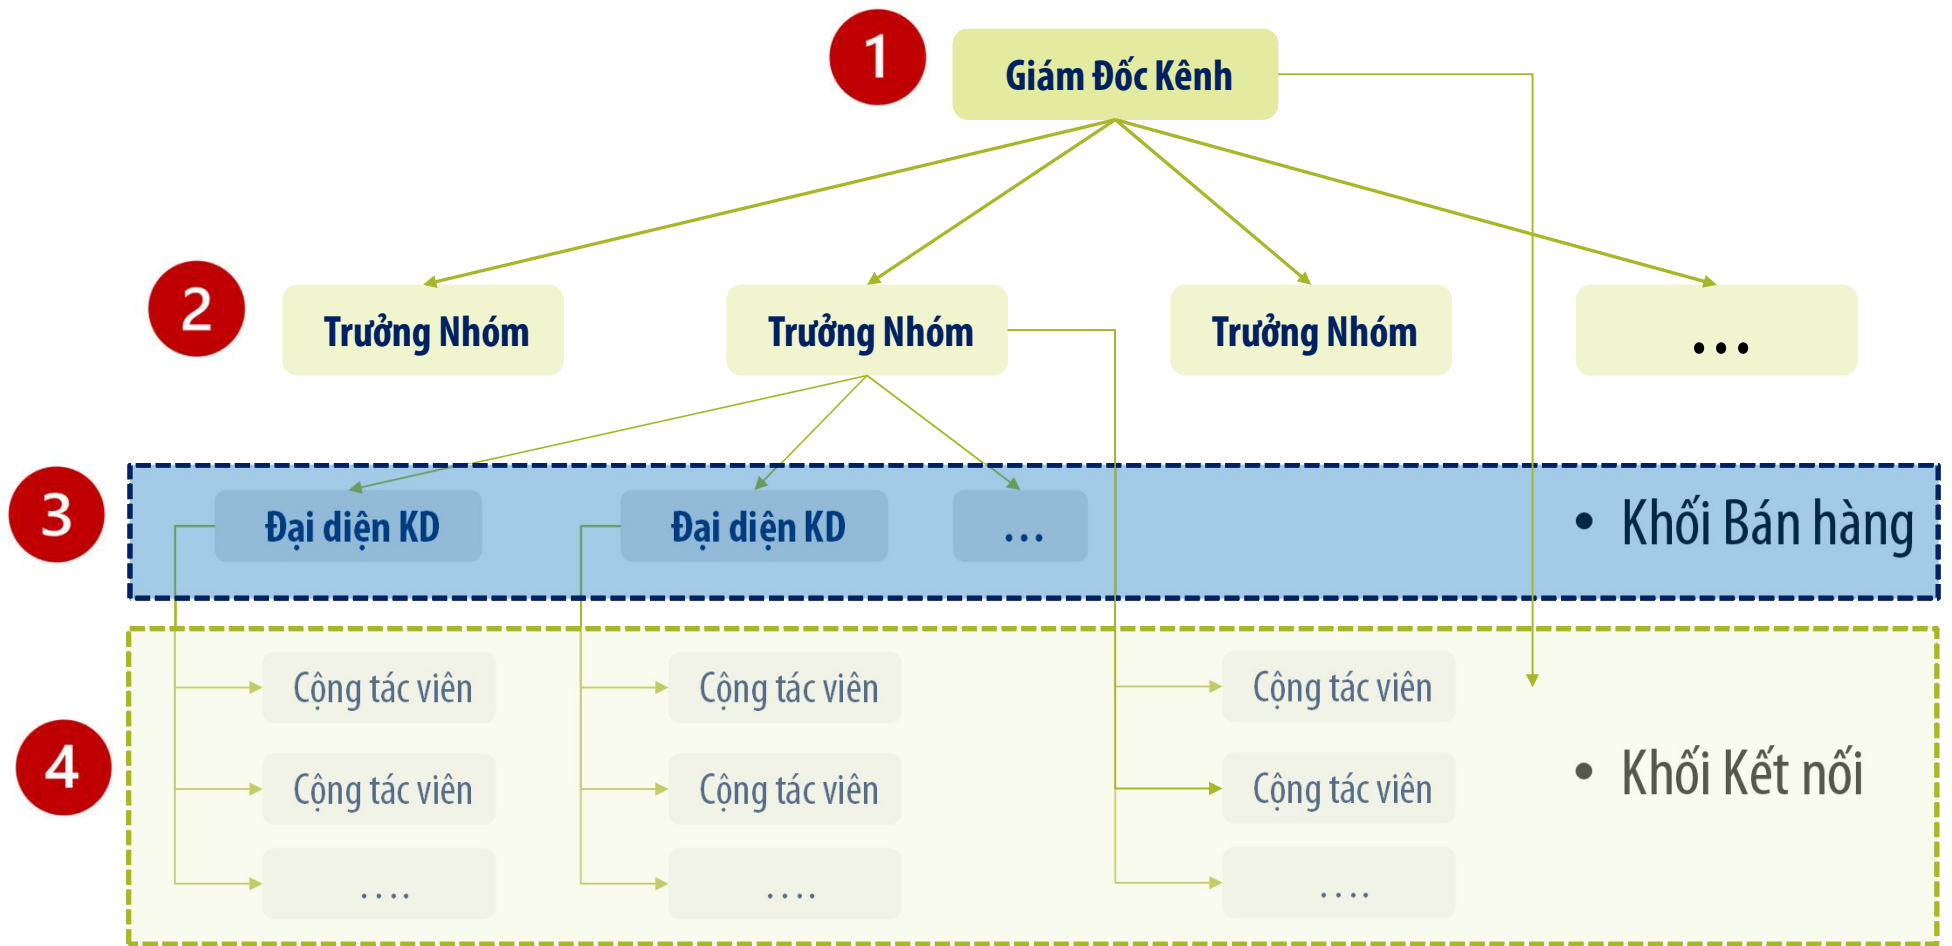 1
Giám Đốc Kênh
2
Trưởng Nhóm
Trưởng Nhóm
Trưởng Nhóm
...
3
Đại diện KD
Đại diện KD
...
• Khối Bán hàng
4
Cộng tác viên
Cộng tác viên
Cộng tác viên
• Khối Kết nối
Cộng tác viên
Cộng tác viên
Cộng tác viên
....
....
....